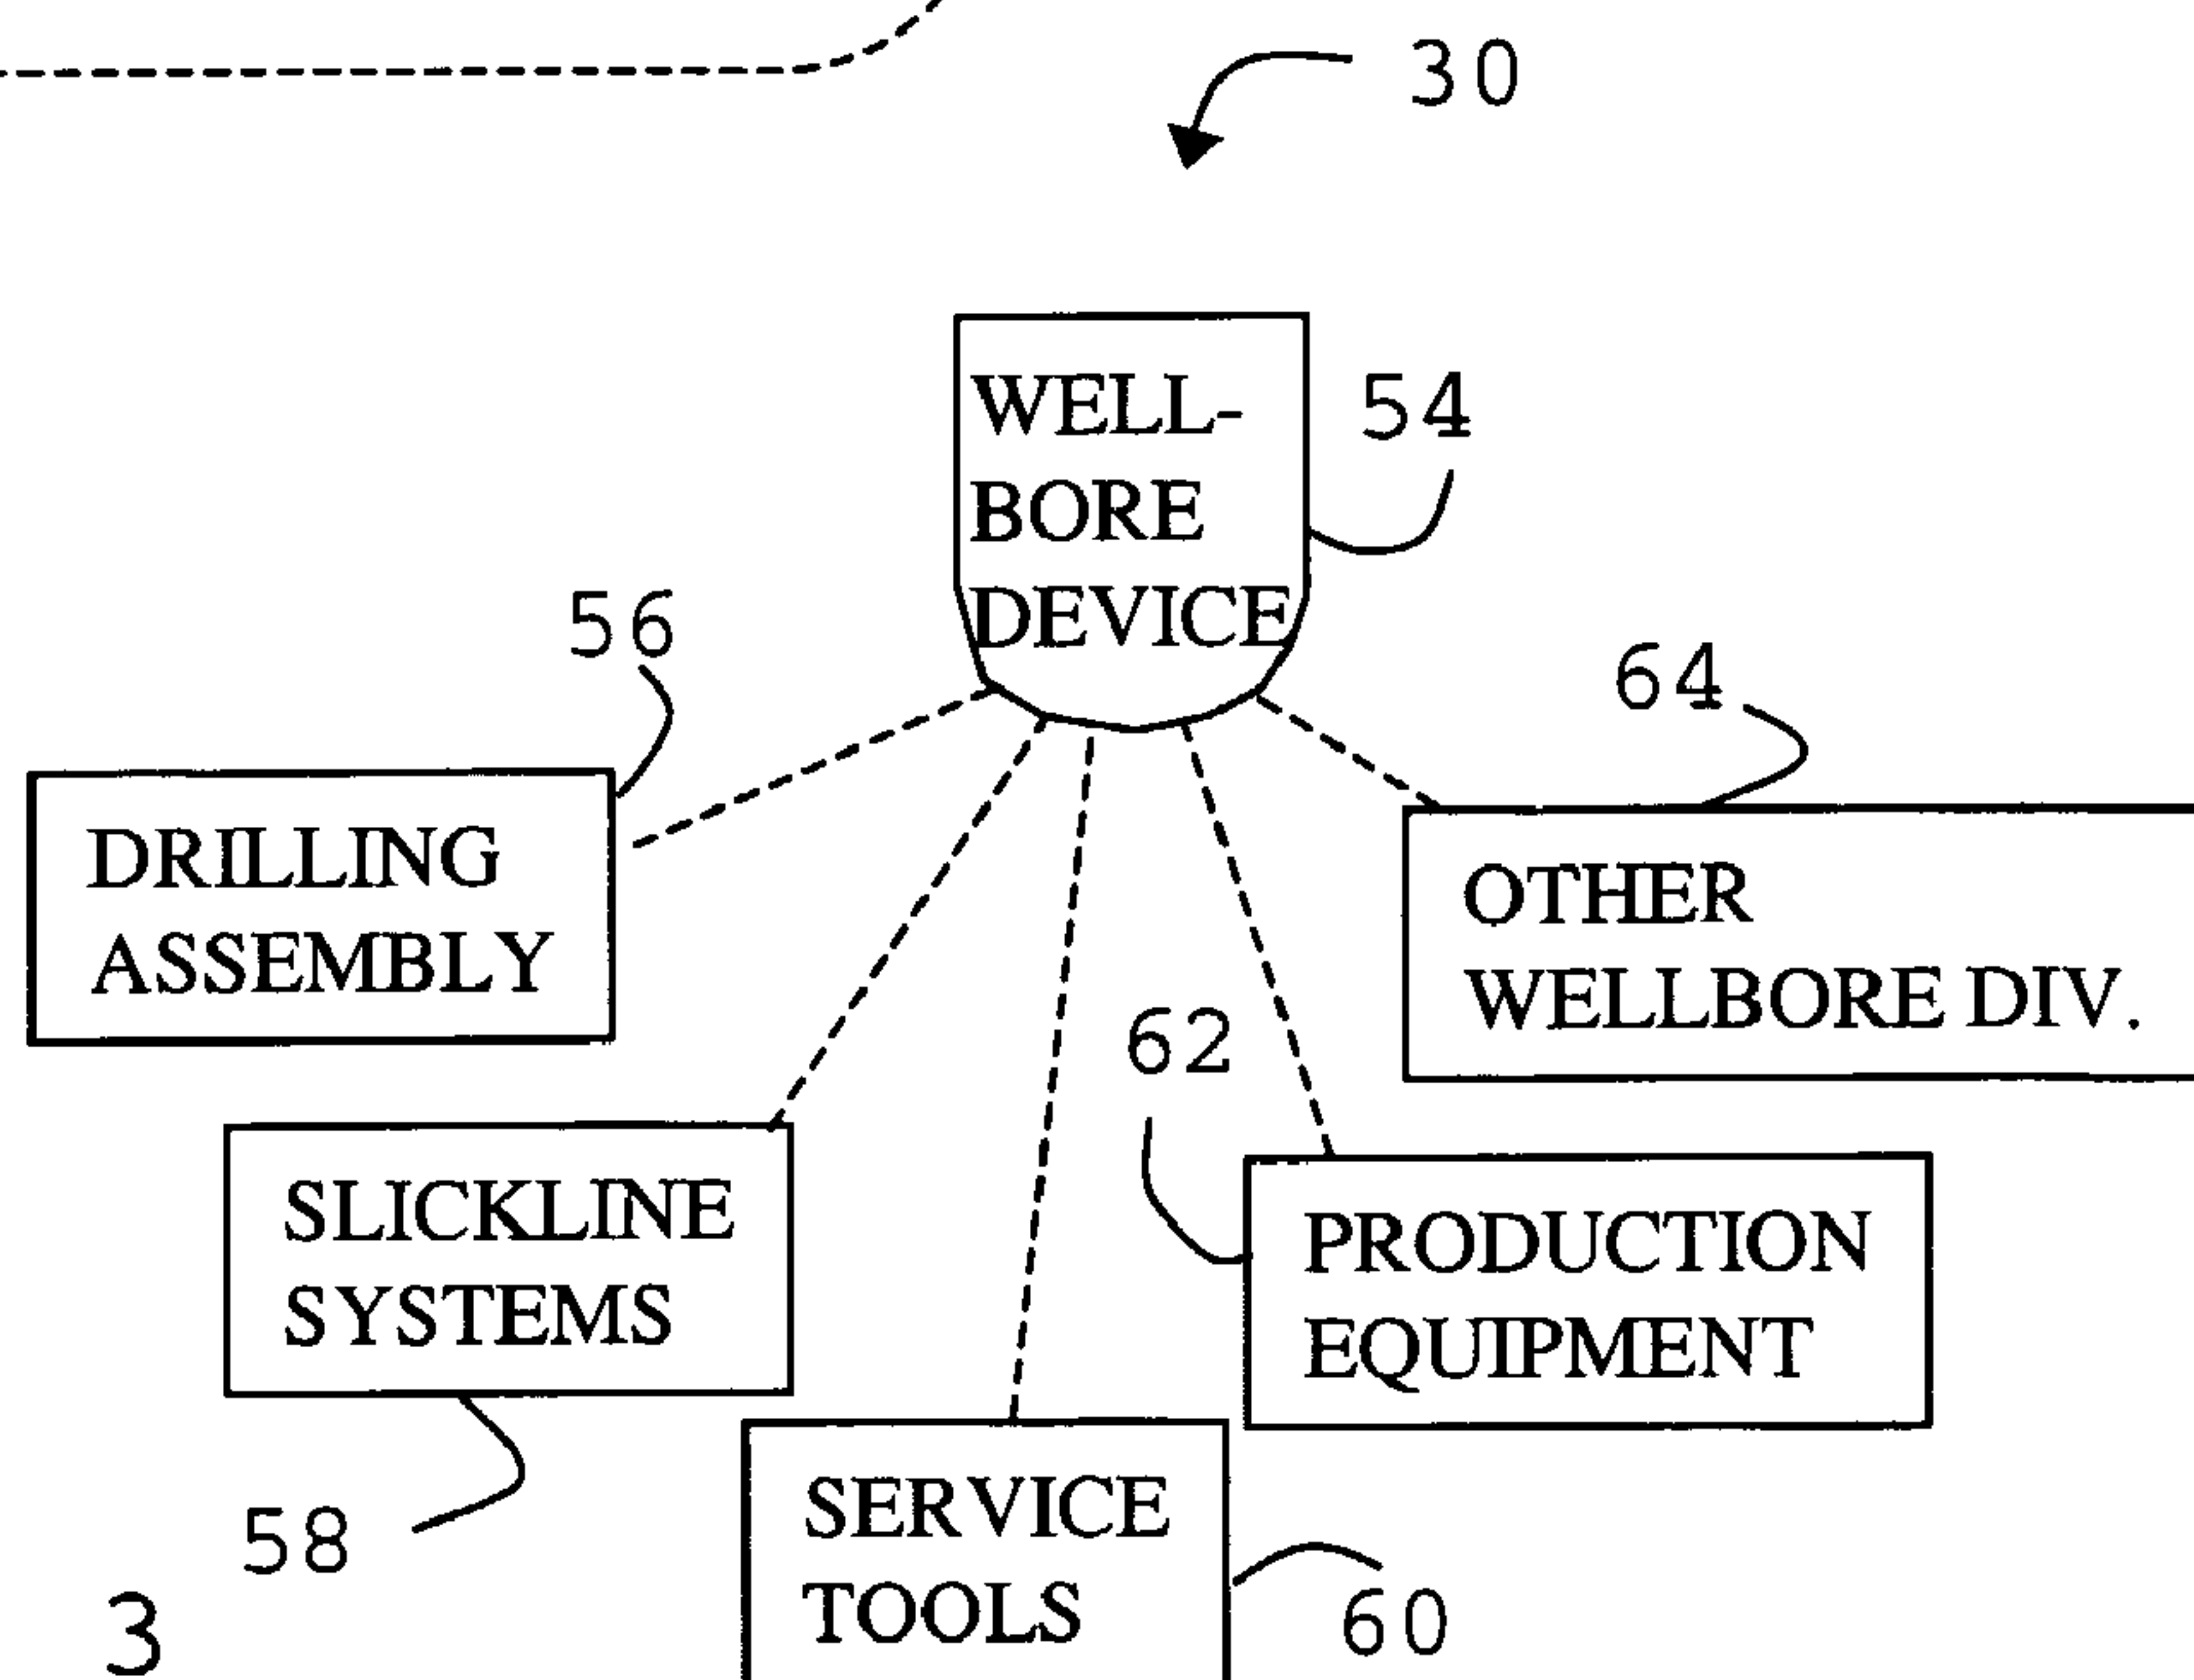 30
WELL-
BORE
DEVICE
54
56
64
DRILLING
ASSEMBLY
OTHER
WELLBORE DIV.
62
SLICKLINE
SYSTEMS
PRODUCTION
EQUIPMENT
58
SERVICE
TOOLS
60
3